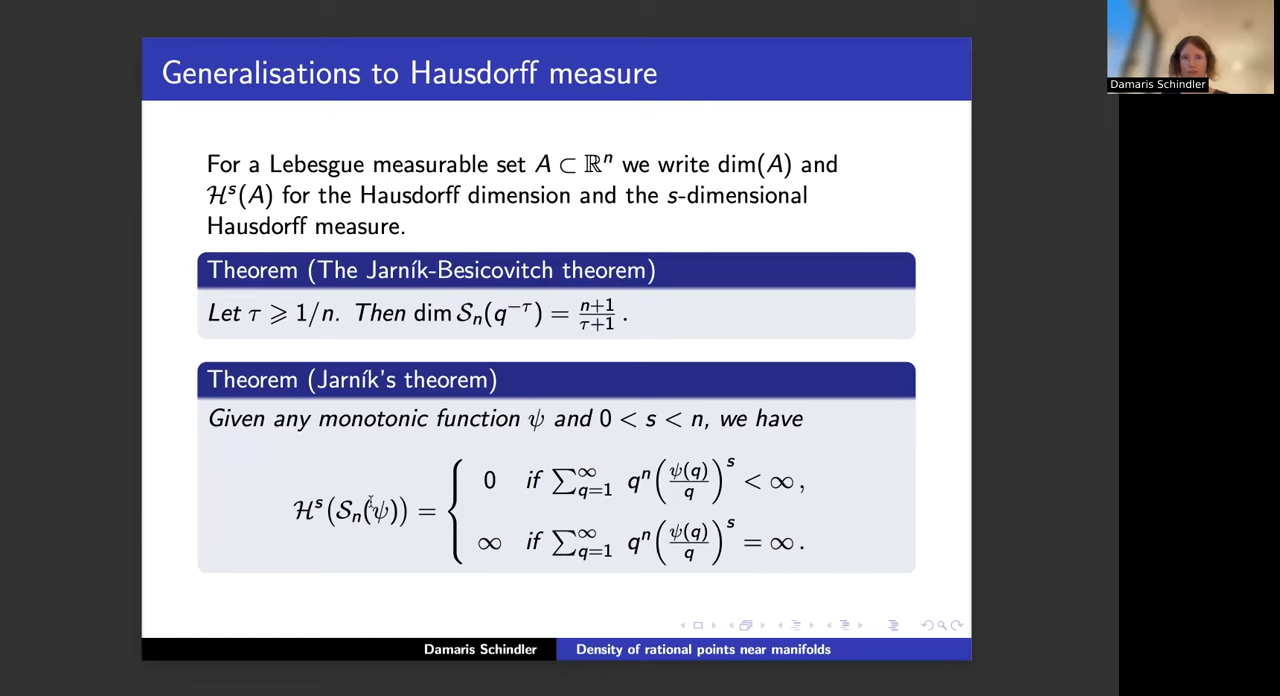 Generalisations to Hausdorff measure
Damaris Schindler
For a Lebesgue measurable set A ⊂ ℝⁿ we write dim(A) and
ℋˢ(A) for the Hausdorff dimension and the s-dimensional
Hausdorff measure.
Theorem (The Jarník-Besicovitch theorem)
Let τ ⩾ 1/n. Then dim 𝒮ₙ(q^{-τ}) = \frac{n+1}{τ+1} .
Theorem (Jarník's theorem)
Given any monotonic function ψ and 0 < s < n, we have
ℋˢ(𝒮ₙ(ψ)) = { 0 if ∑_{q=1}^{∞} qⁿ(\frac{ψ(q)}{q})ˢ < ∞ ,
∞ if ∑_{q=1}^{∞} qⁿ(\frac{ψ(q)}{q})ˢ = ∞ .
Damaris Schindler
Density of rational points near manifolds